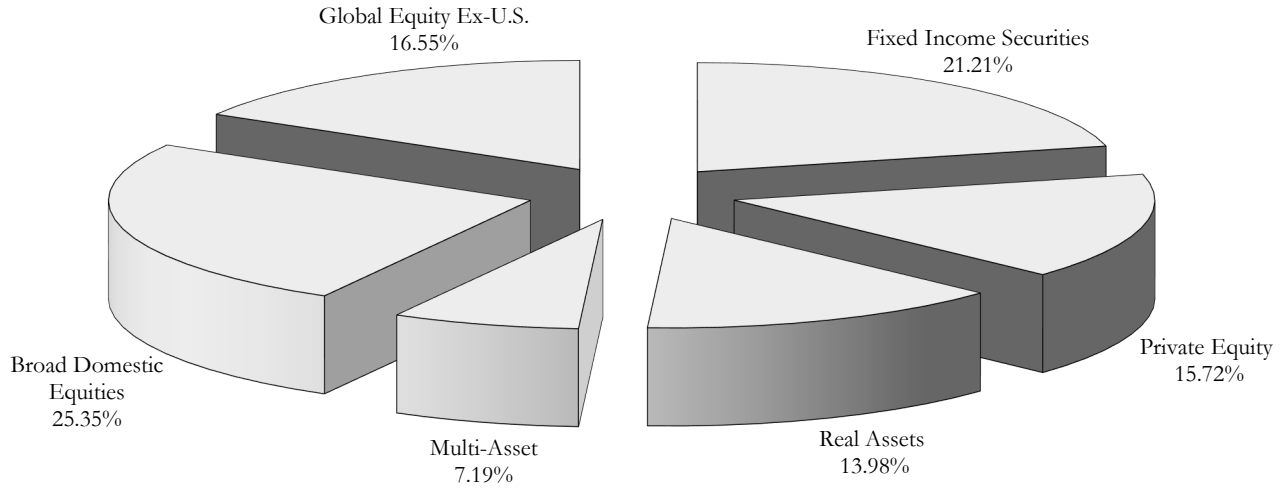 Global Equity Ex-U.S.
16.55%
Fixed Income Securities
21.21%
Private Equity
15.72%
Broad Domestic
Equities
25.35%
Real Assets
13.98%
Multi-Asset
7.19%